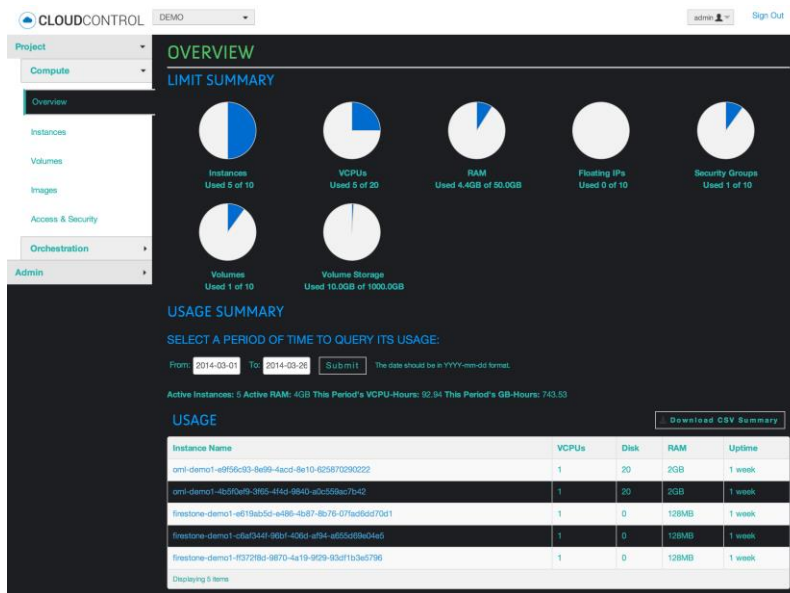 CLOUDCONTROL
DEMO
admin
Sign Out
Project
Compute
Overview
Instances
Volumes
Images
Access & Security
Orchestration
Admin
OVERVIEW
LIMIT SUMMARY
Instances
Used 5 of 10
VCPUs
Used 5 of 20
RAM
Used 4.4GB of 50.0GB
Floating IPs
Used 0 of 10
Security Groups
Used 1 of 10
Volumes
Used 1 of 10
Volume Storage
Used 10.0GB of 1000.0GB
USAGE SUMMARY
SELECT A PERIOD OF TIME TO QUERY ITS USAGE:
From: 2014-03-01 To: 2014-03-26 Submit The date should be in YYYY-mm-dd format.
Active Instances: 5 Active RAM: 4GB This Period's VCPU-Hours: 92.94 This Period's GB-Hours: 743.53
USAGE
Download CSV Summary
Instance Name VCPUs Disk RAM Uptime
oml-demo1-e9f56c93-8e99-4acd-8e10-625870290222 1 20 2GB 1 week
oml-demo1-4b5f0ef9-3f65-4f4d-9840-a0c559ac7b42 1 20 2GB 1 week
firestone-demo1-e619ab5d-e486-4b87-8b76-07fad6dd70d1 1 0 128MB 1 week
firestone-demo1-c6af344f-96bf-406d-af94-a655d69e04e5 1 0 128MB 1 week
firestone-demo1-ff372f8d-9870-4a19-9f29-93df1b3e5796 1 0 128MB 1 week
Displaying 5 items